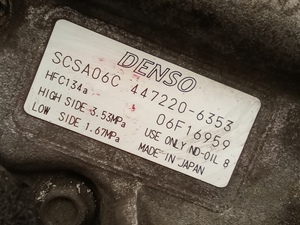 DENSO
SCSA06C 447220-6353
HFC134a 06F16959
HIGH SIDE 3.53MPa
LOW SIDE 1.67MPa USE ONLY ND-OIL 8
MADE IN JAPAN